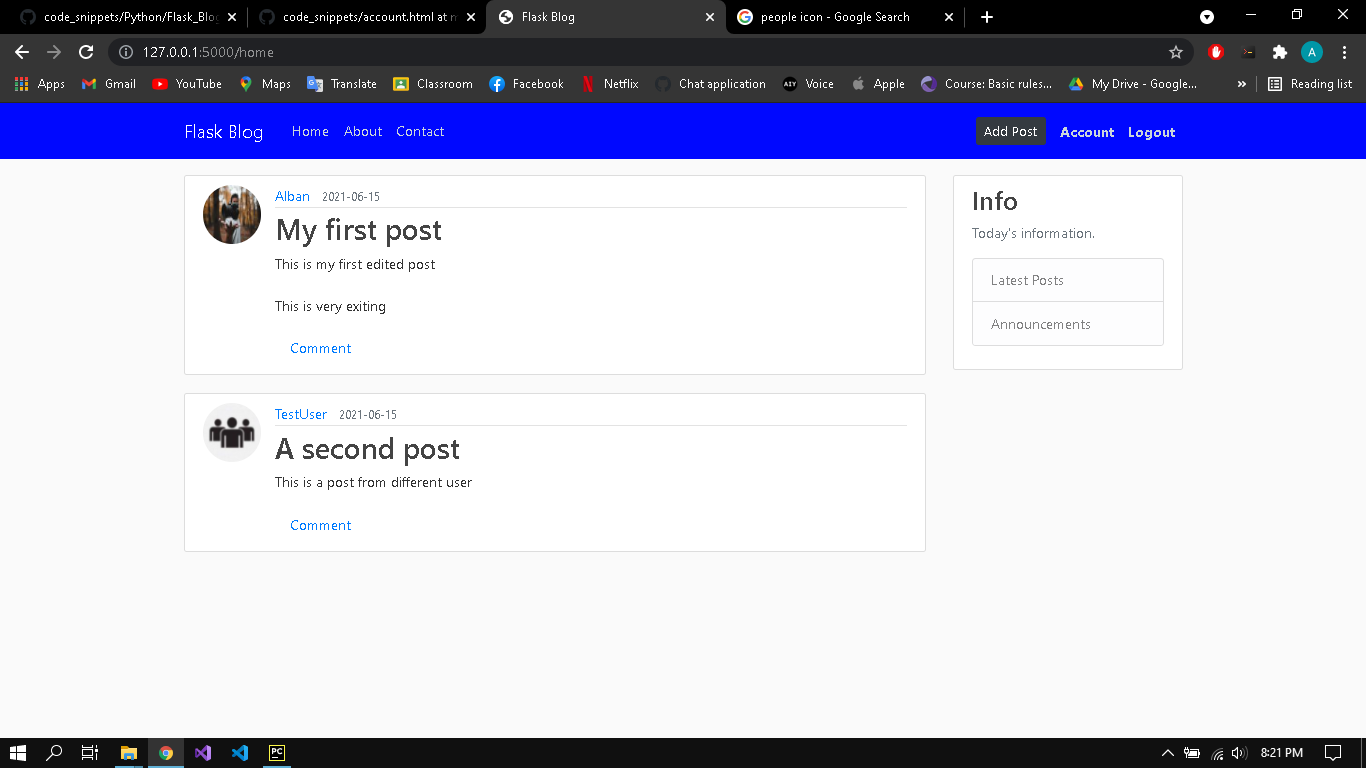 code_snippets/Python/Flask_Blog
code_snippets/account.html at m
Flask Blog
people icon - Google Search
127.0.0.1:5000/home
A
Apps
Gmail
YouTube
Maps
Translate
Classroom
Facebook
Netflix
Chat application
Voice
Apple
Course: Basic rules...
My Drive - Google...
»
Reading list
Flask Blog
Home
About
Contact
Add Post
Account
Logout
Alban 2021-06-15
My first post
This is my first edited post
This is very exiting
Comment
TestUser 2021-06-15
A second post
This is a post from different user
Comment
Info
Today's information.
Latest Posts
Announcements
PC
8:21 PM